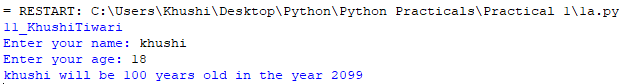 = RESTART: C:\Users\Khushi\Desktop\Python\Python Practicals\Practical 1\1a.py
11_KhushiTiwari
Enter your name: khushi
Enter your age: 18
khushi will be 100 years old in the year 2099